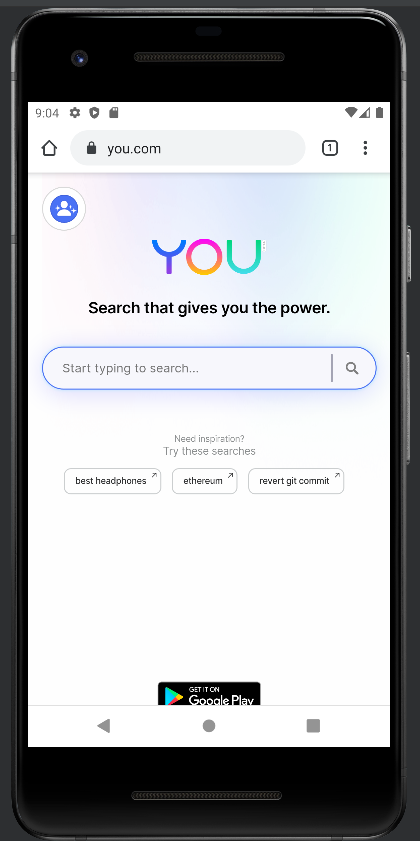 9:04
you.com
1
YOU
Search that gives you the power.
Start typing to search...
Need inspiration?
Try these searches
best headphones
ethereum
revert git commit
GET IT ON
Google Play